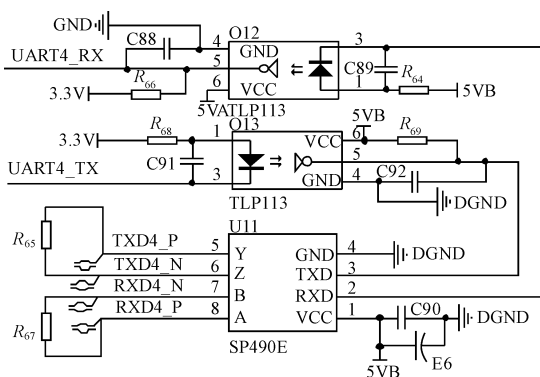 GND
C88
O12
4
GND
3
UART4_RX
5
C89
R64
6
VCC
1
3.3V
R66
5VATLP113
5VB
5VB
3.3V
R68
1
O13
VCC
6
R69
C91
5
UART4_TX
3
GND
4
C92
TLP113
DGND
U11
R65
TXD4_P
5
Y
GND
4
DGND
TXD4_N
6
Z
TXD
3
RXD4_N
7
B
RXD
2
R67
RXD4_P
8
A
VCC
1
C90
DGND
SP490E
E6
5VB